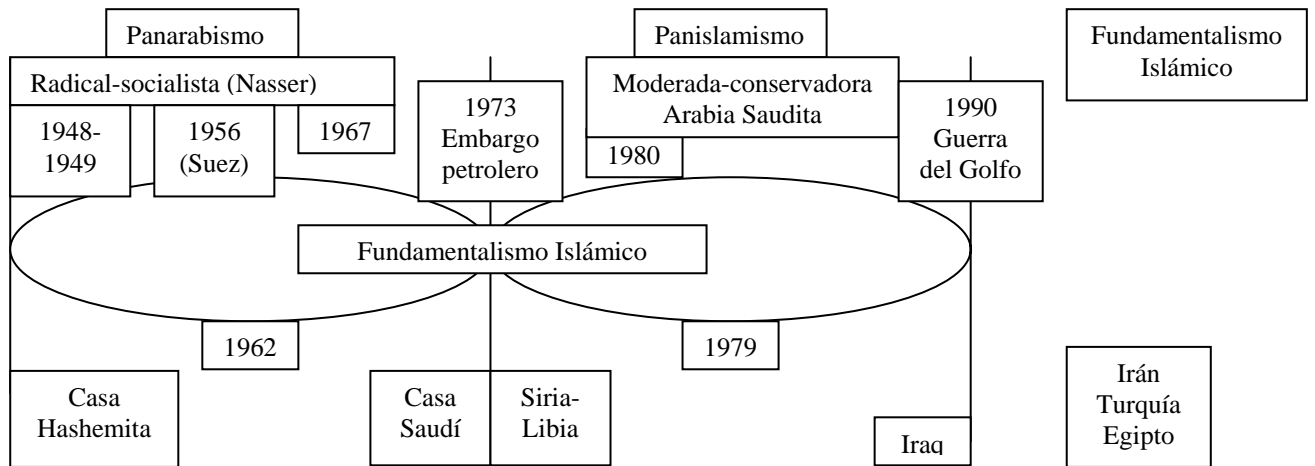 Panarabismo
Panislamismo
Fundamentalismo
Islámico
Radical-socialista (Nasser)
Moderada-conservadora
Arabia Saudita
1948-
1949
1956
(Suez)
1967
1973
Embargo
petrolero
1980
1990
Guerra
del Golfo
Fundamentalismo Islámico
1962
1979
Casa
Hashemita
Casa
Saudí
Siria-
Libia
Iraq
Irán
Turquía
Egipto